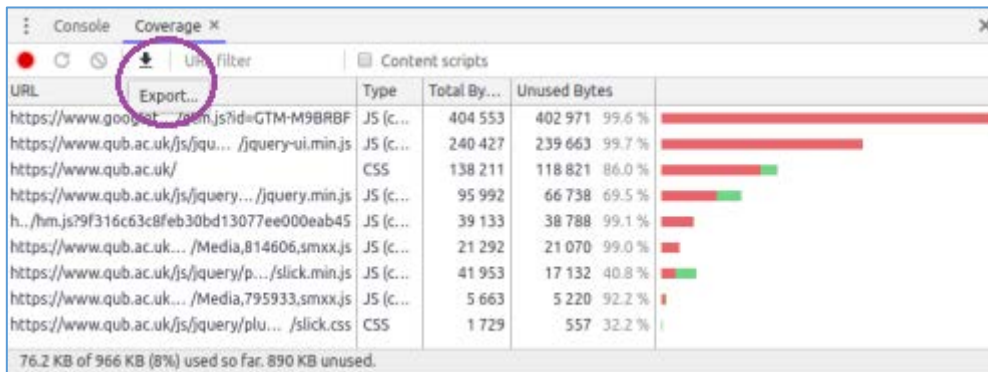 Console Coverage ×
URL filter Content scripts
Export...
URL Type Total By... Unused Bytes
https://www.googlet... /gtm.js?id=GTM-M9BRBF JS (c... 404 553 402 971 99.6 %
https://www.qub.ac.uk/js/jqu... /jquery-ui.min.js JS (c... 240 427 239 663 99.7 %
https://www.qub.ac.uk/ CSS 138 211 118 821 86.0 %
https://www.qub.ac.uk/js/jquery... /jquery.min.js JS (c... 95 992 66 738 69.5 %
h.../hm.js?9f316c63c8feb30bd13077ee000eab45 JS (c... 39 133 38 788 99.1 %
https://www.qub.ac.uk... /Media,814606,smxx.js JS (c... 21 292 21 070 99.0 %
https://www.qub.ac.uk/js/jquery/p... /slick.min.js JS (c... 41 953 17 132 40.8 %
https://www.qub.ac.uk... /Media,795933,smxx.js JS (c... 5 663 5 220 92.2 %
https://www.qub.ac.uk/js/jquery/plu... /slick.css CSS 1 729 557 32.2 %
76.2 KB of 966 KB (8%) used so far. 890 KB unused.